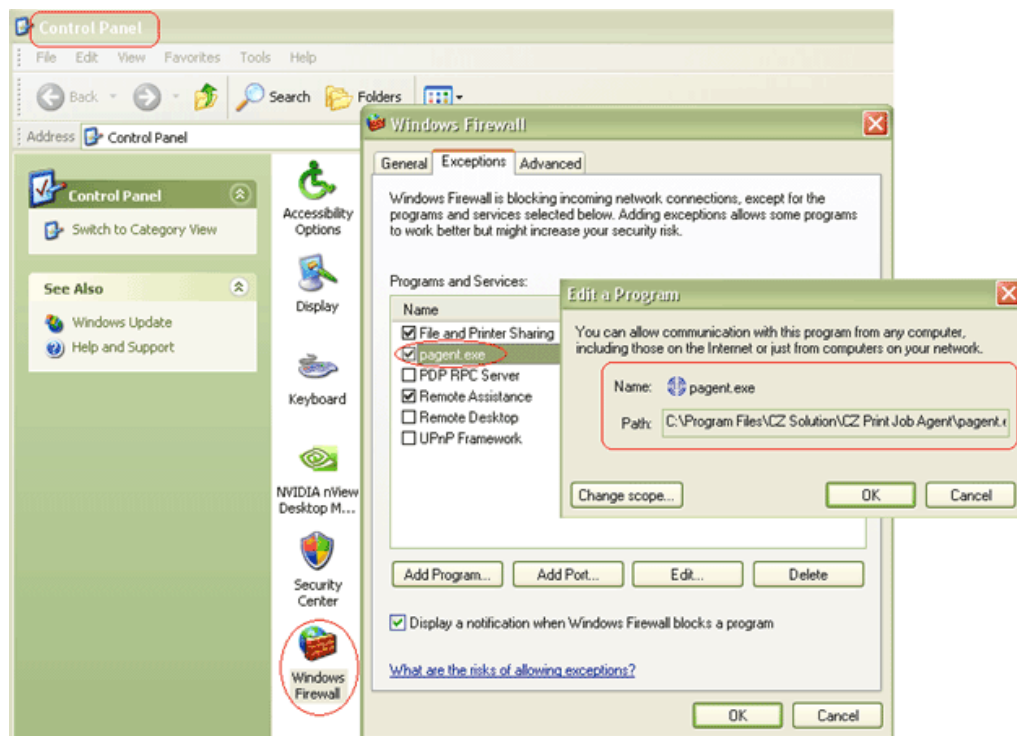 Control Panel
File Edit View Favorites Tools Help
Back Search Folders
Address Control Panel
Control Panel
Switch to Category View
See Also
Windows Update
Help and Support
Accessibility
Options
Display
Keyboard
NVIDIA nView
Desktop M...
Security
Center
Windows
Firewall
Windows Firewall
General Exceptions Advanced
Windows Firewall is blocking incoming network connections, except for the
programs and services selected below. Adding exceptions allows some programs
to work better but might increase your security risk.
Programs and Services:
Name
File and Printer Sharing
pagent.exe
PDP RPC Server
Remote Assistance
Remote Desktop
UPnP Framework
Add Program... Add Port... Edit... Delete
Display a notification when Windows Firewall blocks a program
What are the risks of allowing exceptions?
OK Cancel
Edit a Program
You can allow communication with this program from any computer,
including those on the Internet or just from computers on your network.
Name: pagent.exe
Path: C:\Program Files\CZ Solution\CZ Print Job Agent\pagent.e
Change scope... OK Cancel